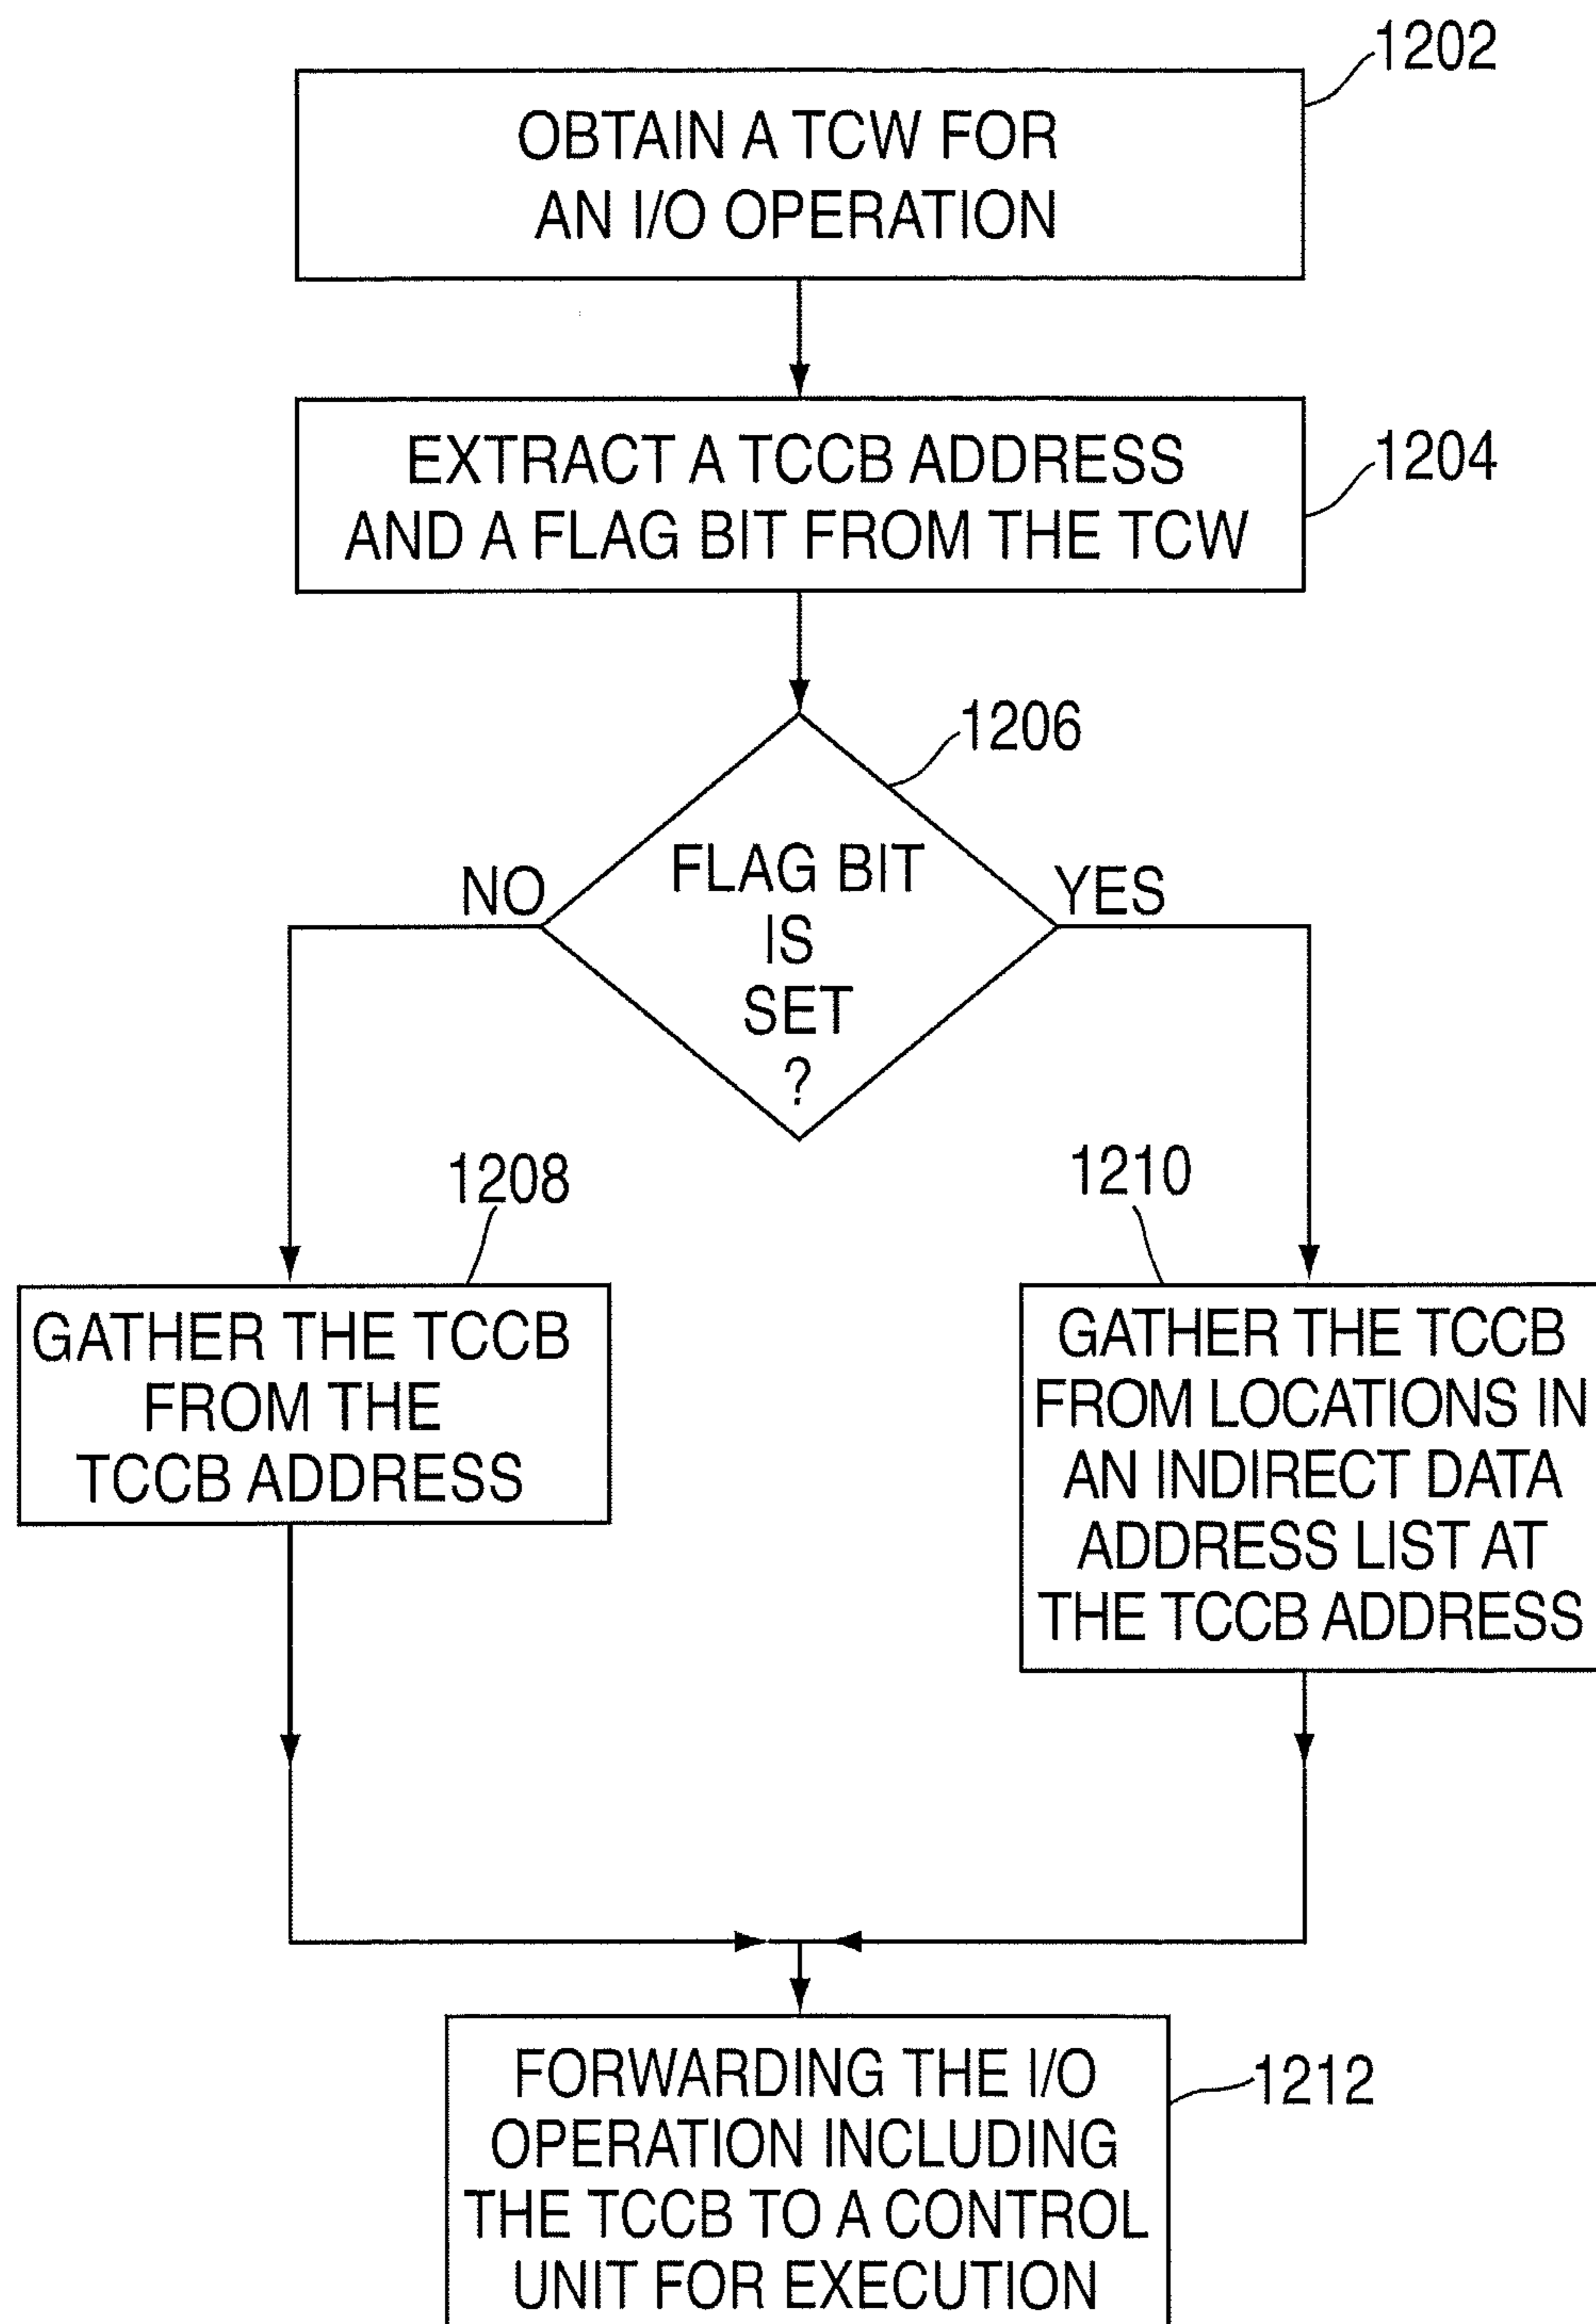 1202
OBTAIN A TCW FOR
AN I/O OPERATION
EXTRACT A TCCB ADDRESS
AND A FLAG BIT FROM THE TCW
1204
1206
NO
FLAG BIT
IS
SET
?
YES
1208
1210
GATHER THE TCCB
FROM THE
TCCB ADDRESS
GATHER THE TCCB
FROM LOCATIONS IN
AN INDIRECT DATA
ADDRESS LIST AT
THE TCCB ADDRESS
FORWARDING THE I/O
OPERATION INCLUDING
THE TCCB TO A CONTROL
UNIT FOR EXECUTION
1212